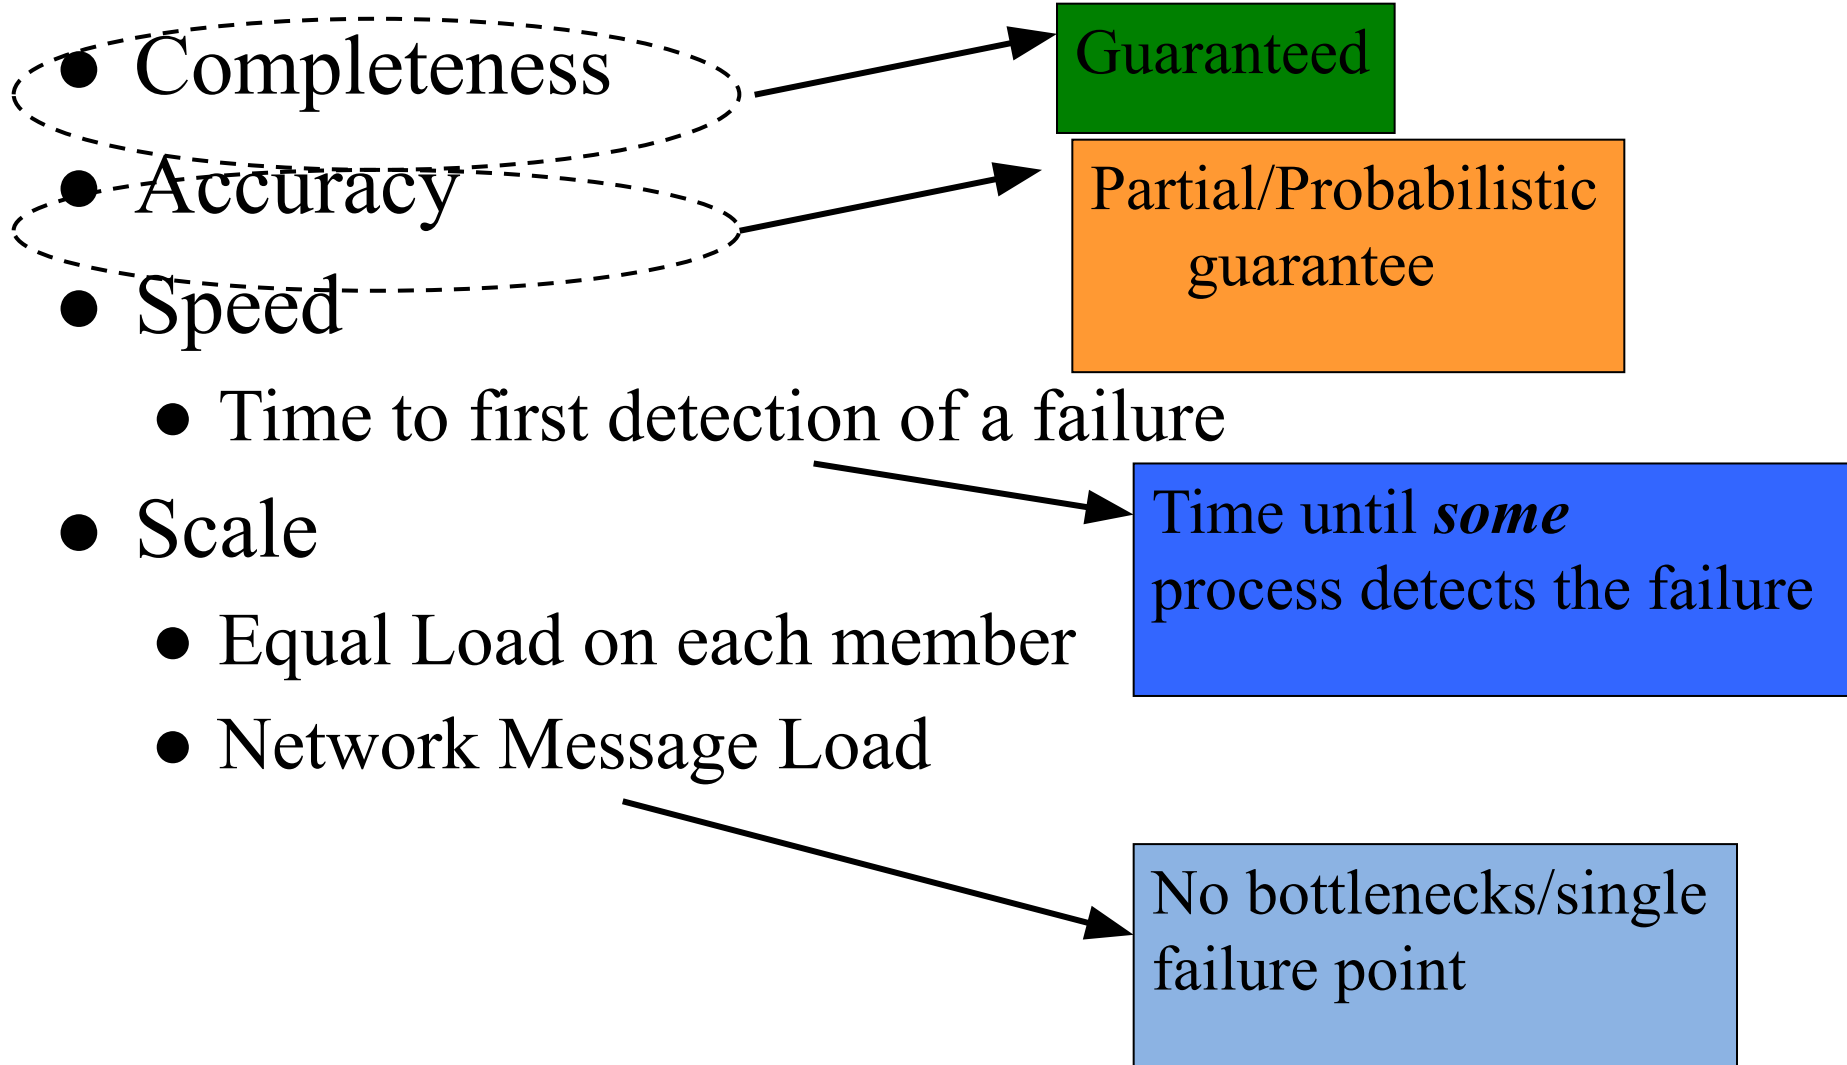 ● Completeness
● Accuracy
● Speed
● Time to first detection of a failure
● Scale
● Equal Load on each member
● Network Message Load
Guaranteed
Partial/Probabilistic
guarantee
Time until some
process detects the failure
No bottlenecks/single
failure point